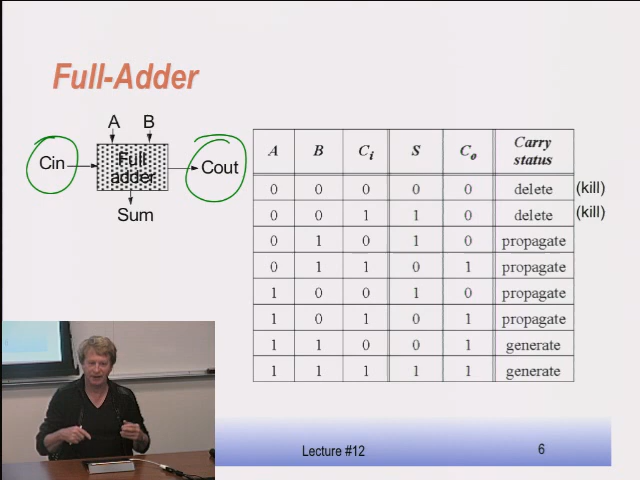 Full-Adder
A B
Cin Full adder Cout
Sum
A B Ci S Co Carry status
0 0 0 0 0 delete (kill)
0 0 1 1 0 delete (kill)
0 1 0 1 0 propagate
0 1 1 0 1 propagate
1 0 0 1 0 propagate
1 0 1 0 1 propagate
1 1 0 0 1 generate
1 1 1 1 1 generate
Lecture #12 6